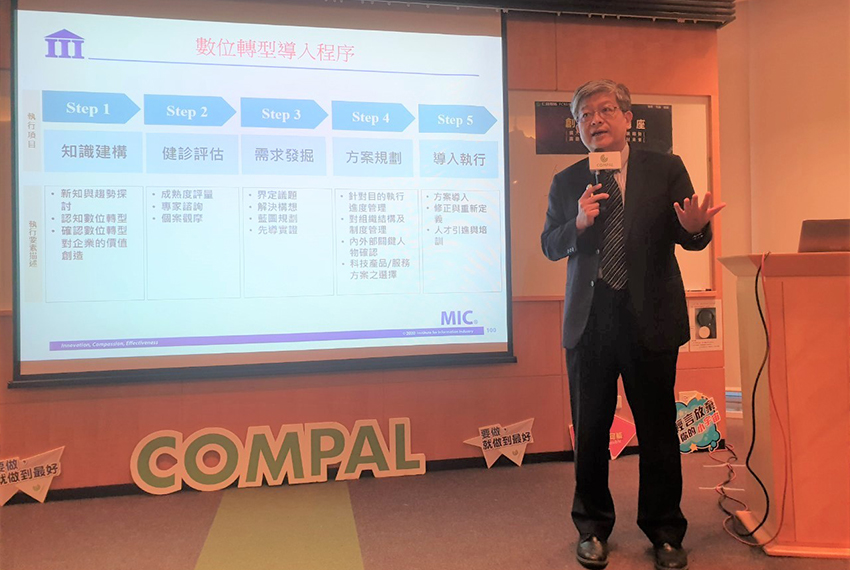 數位轉型導入程序
執行項目
Step 1
Step 2
Step 3
Step 4
Step 5
知識建構
健診評估
需求發掘
方案規劃
導入執行
執行要素描述
• 新知與趨勢探
討
• 認知數位轉型
• 確認數位轉型
對企業的價值
創造
• 成熟度評量
• 專家諮詢
• 個案觀摩
• 界定議題
• 解決構想
• 藍圖規劃
• 先導實證
• 針對目的執行
進度管理
• 對組織結構及
制度管理
• 內外部關鍵人
物確認
• 科技產品/服務
方案之選擇
• 方案導入
• 修正與重新定
義
• 人才引進與培
訓
MIC
Innovation, Compassion, Effectiveness
座
COMPAL
要做，
就做到最好
要做，
就做到最好